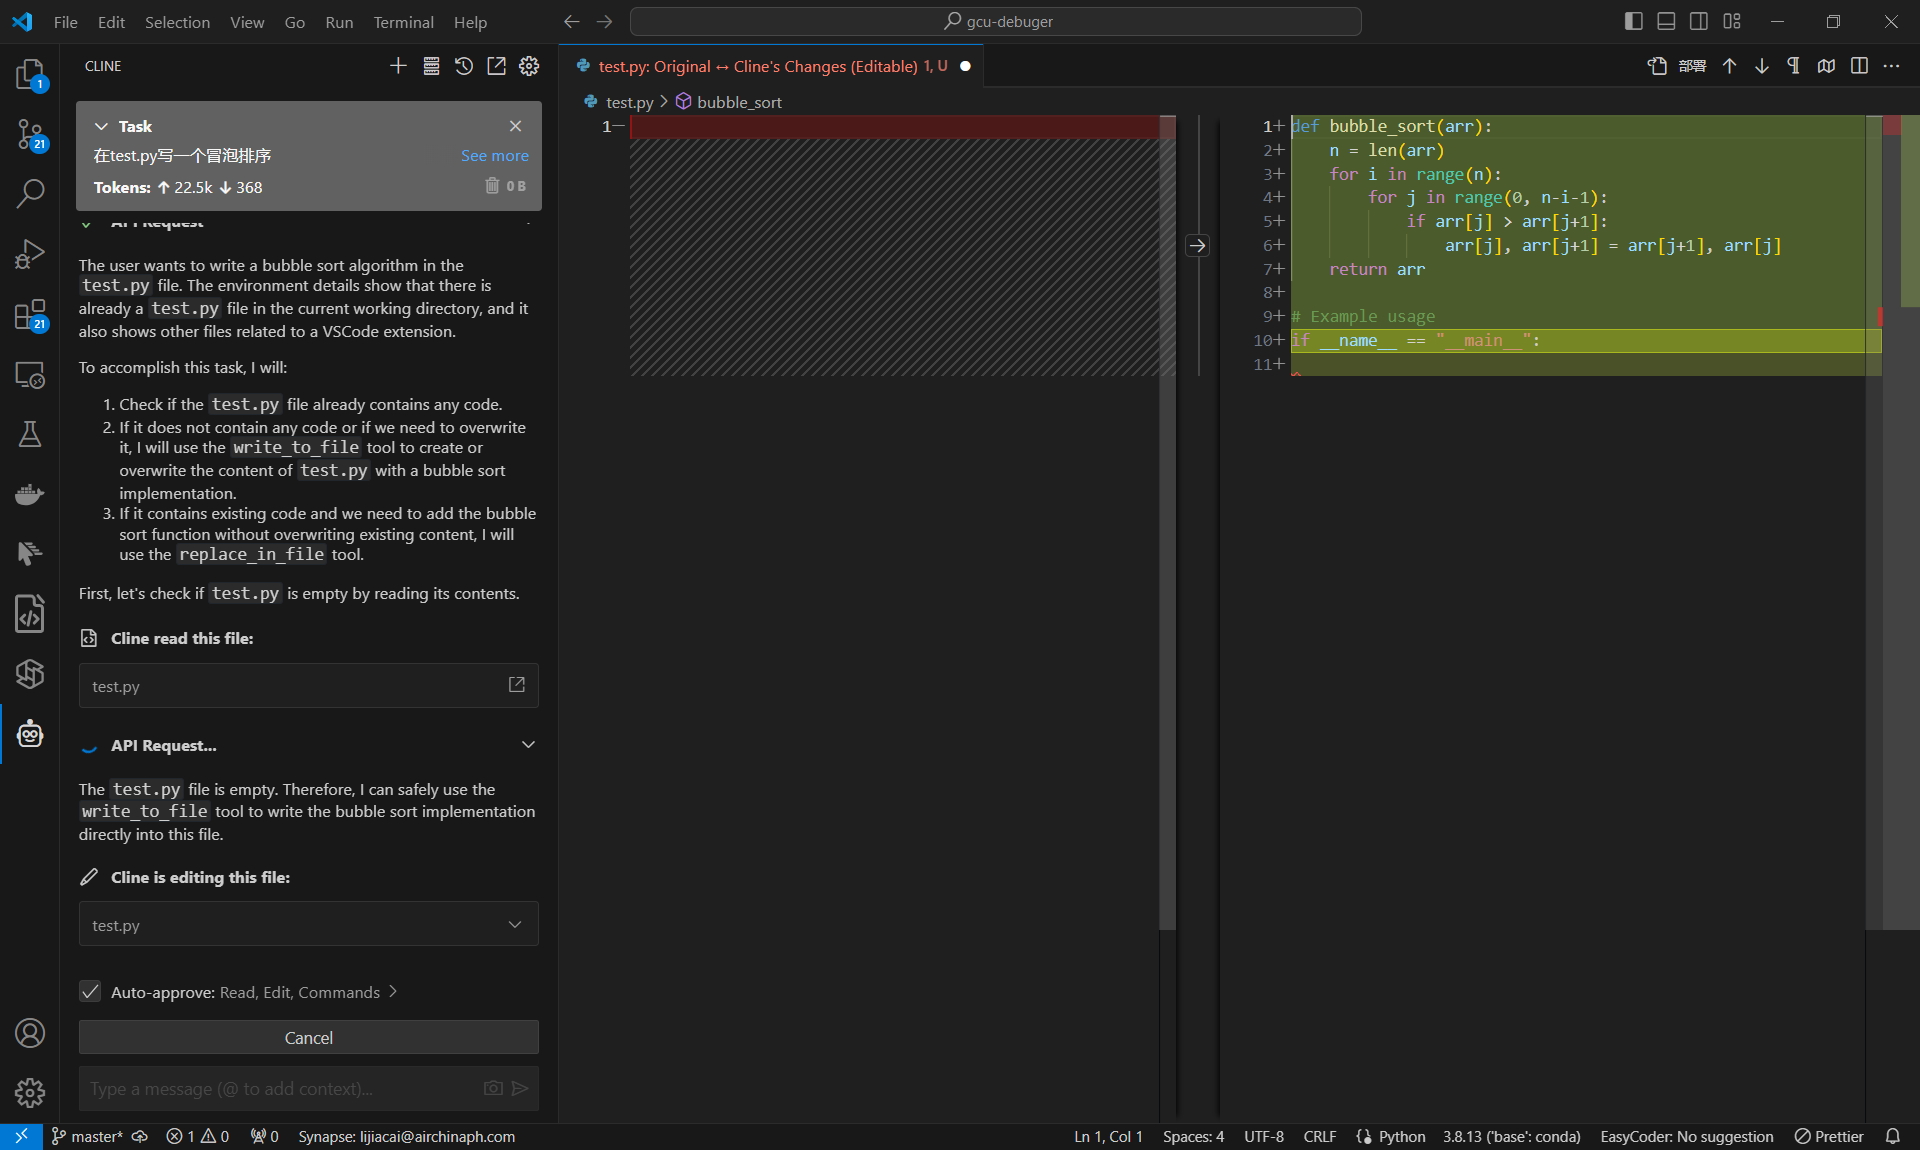 File Edit Selection View Go Run Terminal Help
gcu-debuger
1
21
21
CLINE
Task
在test.py写一个冒泡排序 See more
Tokens: ↑ 22.5k ↓ 368 0 B
API Request
The user wants to write a bubble sort algorithm in the
test.py file. The environment details show that there is
already a test.py file in the current working directory, and it
also shows other files related to a VSCode extension.
To accomplish this task, I will:
1. Check if the test.py file already contains any code.
2. If it does not contain any code or if we need to overwrite
it, I will use the write_to_file tool to create or
overwrite the content of test.py with a bubble sort
implementation.
3. If it contains existing code and we need to add the bubble
sort function without overwriting existing content, I will
use the replace_in_file tool.
First, let's check if test.py is empty by reading its contents.
Cline read this file:
test.py
API Request...
The test.py file is empty. Therefore, I can safely use the
write_to_file tool to write the bubble sort implementation
directly into this file.
Cline is editing this file:
test.py
Auto-approve: Read, Edit, Commands
Cancel
Type a message (@ to add context)...
test.py: Original ↔ Cline's Changes (Editable) 1, U
部署
test.py > bubble_sort
1−
1+ def bubble_sort(arr):
2+ n = len(arr)
3+ for i in range(n):
4+ for j in range(0, n-i-1):
5+ if arr[j] > arr[j+1]:
6+ arr[j], arr[j+1] = arr[j+1], arr[j]
7+ return arr
8+
9+ # Example usage
10+ if __name__ == "__main__":
11+
master* 1 0 0 Synapse: lijiacai@airchinaph.com Ln 1, Col 1 Spaces: 4 UTF-8 CRLF Python 3.8.13 ('base': conda) EasyCoder: No suggestion Prettier